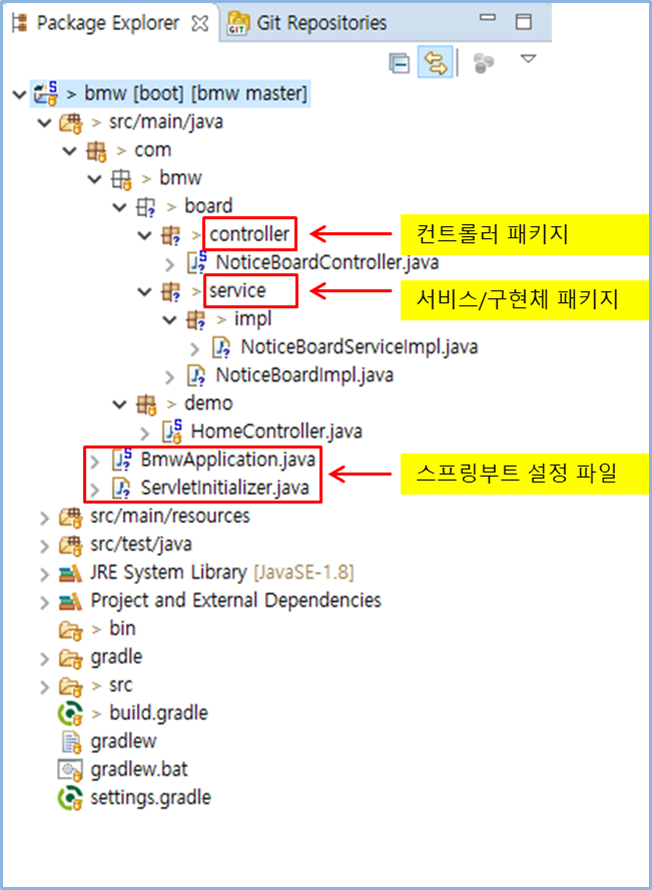 Package Explorer Git Repositories
> bmw [boot] [bmw master]
> src/main/java
> com
> bmw
> board
> controller 컨트롤러 패키지
NoticeBoardController.java
> service 서비스/구현체 패키지
> impl
NoticeBoardServiceImpl.java
NoticeBoardImpl.java
> demo
HomeController.java
BmwApplication.java
스프링부트 설정 파일
ServletInitializer.java
src/main/resources
src/test/java
JRE System Library [JavaSE-1.8]
Project and External Dependencies
> bin
gradle
> src
> build.gradle
gradlew
gradlew.bat
settings.gradle